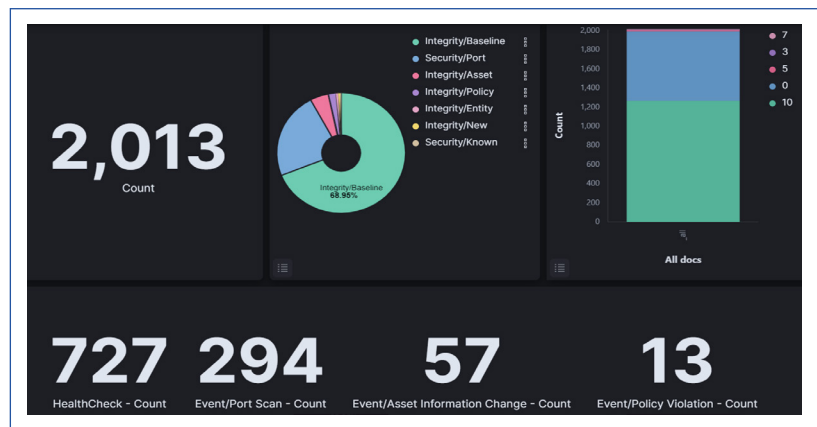 2,013
Count
Integrity/Baseline
Security/Port
Integrity/Asset
Integrity/Policy
Integrity/Entity
Integrity/New
Security/Known
Integrity/Baseline
68.95%
Count
2,000
1,800
1,600
1,400
1,200
1,000
800
600
400
200
0
All docs
7
3
5
0
10
727
HealthCheck - Count
294
Event/Port Scan - Count
57
Event/Asset Information Change - Count
13
Event/Policy Violation - Count